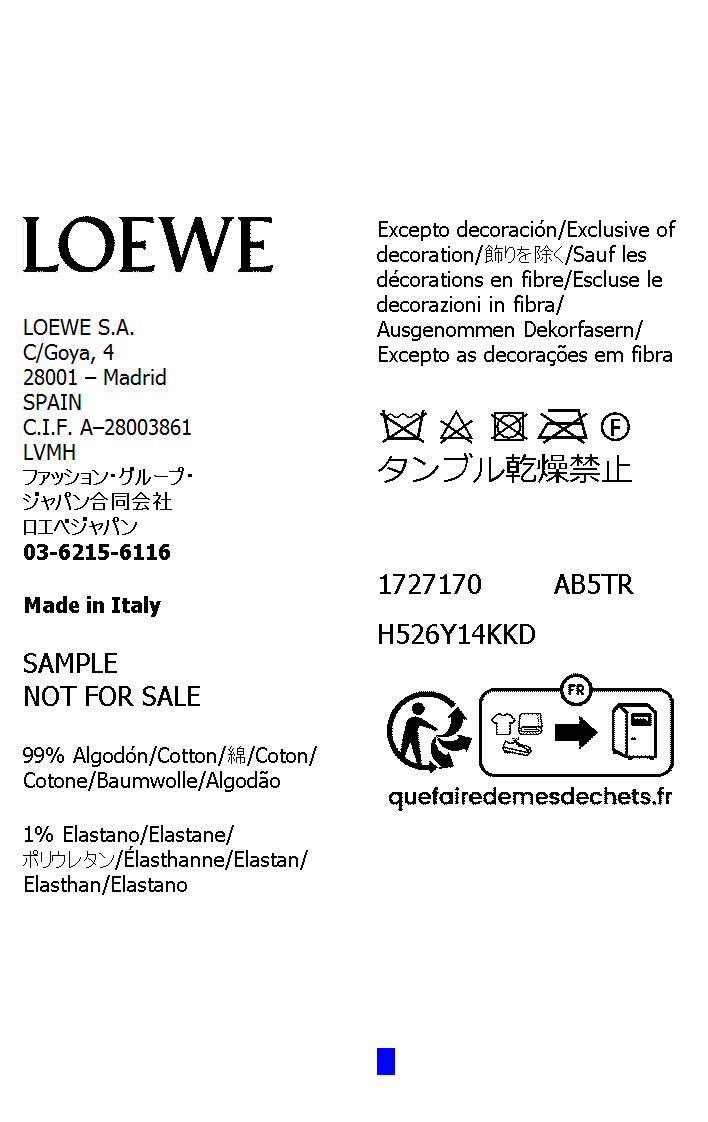 LOEWE
LOEWE S.A.
C/Goya, 4
28001 – Madrid
SPAIN
C.I.F. A–28003861
LVMH
ファッション・グループ・
ジャパン合同会社
ロエベジャパン
03-6215-6116
Made in Italy
SAMPLE
NOT FOR SALE
99% Algodón/Cotton/綿/Coton/
Cotone/Baumwolle/Algodão
1% Elastano/Elastane/
ポリウレタン/Élasthanne/Elastan/
Elasthan/Elastano
Excepto decoración/Exclusive of
decoration/飾りを除く/Sauf les
décorations en fibre/Escluse le
decorazioni in fibra/
Ausgenommen Dekorfasern/
Excepto as decorações em fibra
F
タンブル乾燥禁止
1727170 AB5TR
H526Y14KKD
FR
quefairedemesdechets.fr